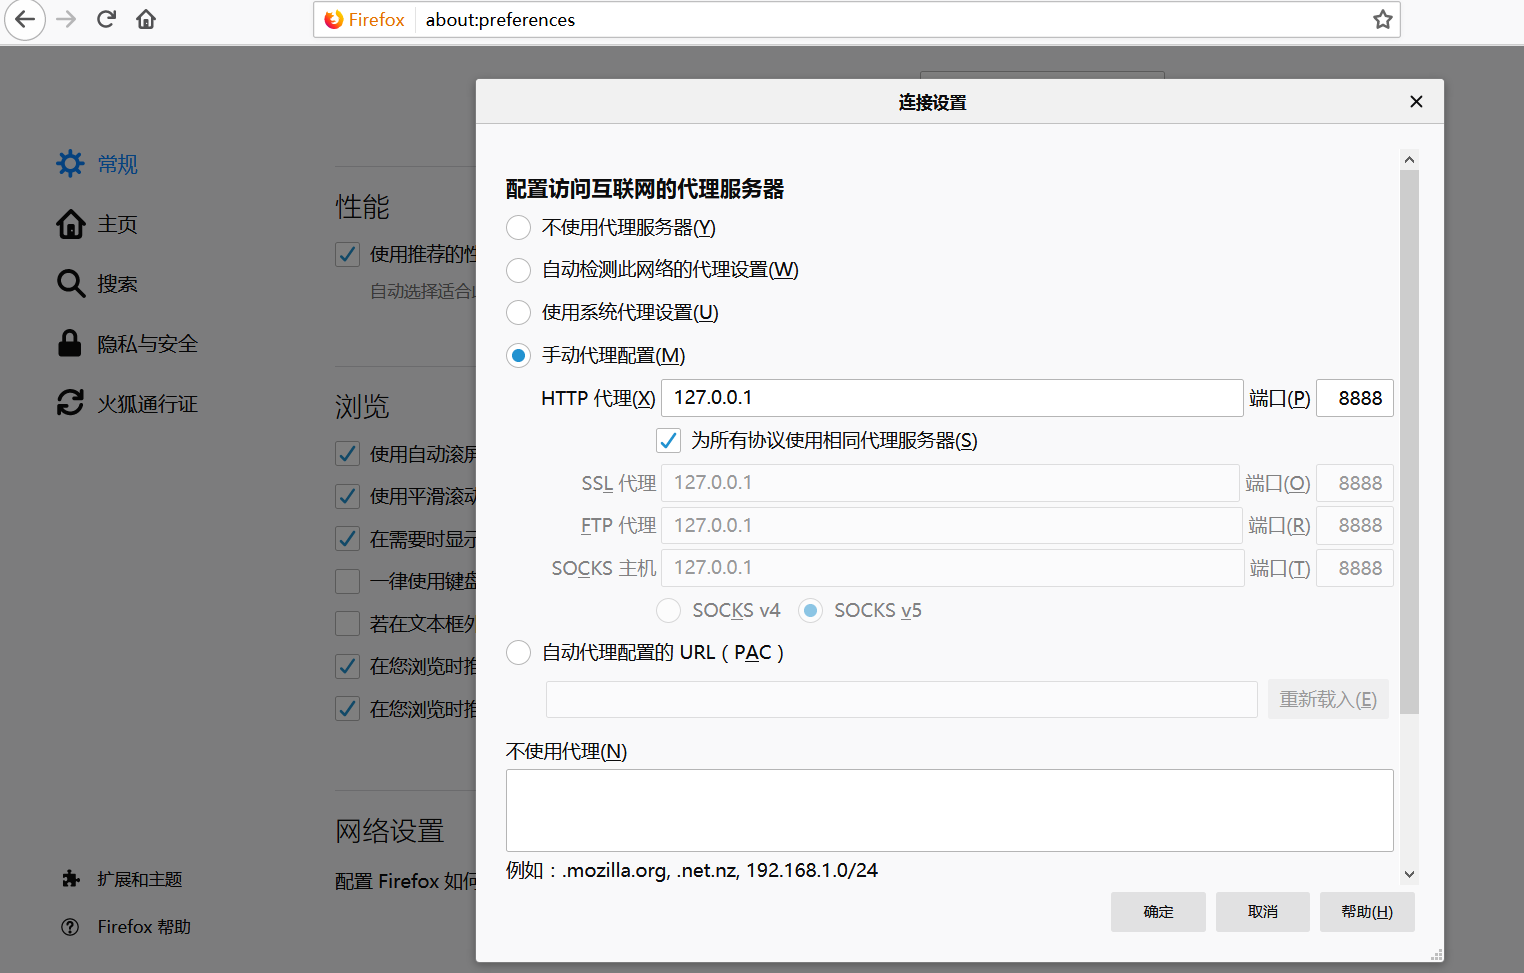 Firefox about:preferences
连接设置
常规
主页
搜索
隐私与安全
火狐通行证
扩展和主题
Firefox 帮助
性能
使用推荐的性
自动选择适合
浏览
使用自动滚屏
使用平滑滚动
在需要时显示
一律使用键盘
若在文本框外
在您浏览时推
在您浏览时推
网络设置
配置 Firefox 如何
配置访问互联网的代理服务器
不使用代理服务器(Y)
自动检测此网络的代理设置(W)
使用系统代理设置(U)
手动代理配置(M)
HTTP 代理(X) 127.0.0.1 端口(P) 8888
为所有协议使用相同代理服务器(S)
SSL 代理 127.0.0.1 端口(O) 8888
FTP 代理 127.0.0.1 端口(R) 8888
SOCKS 主机 127.0.0.1 端口(T) 8888
SOCKS v4 SOCKS v5
自动代理配置的 URL（PAC）
重新载入(E)
不使用代理(N)
例如：.mozilla.org, .net.nz, 192.168.1.0/24
确定 取消 帮助(H)